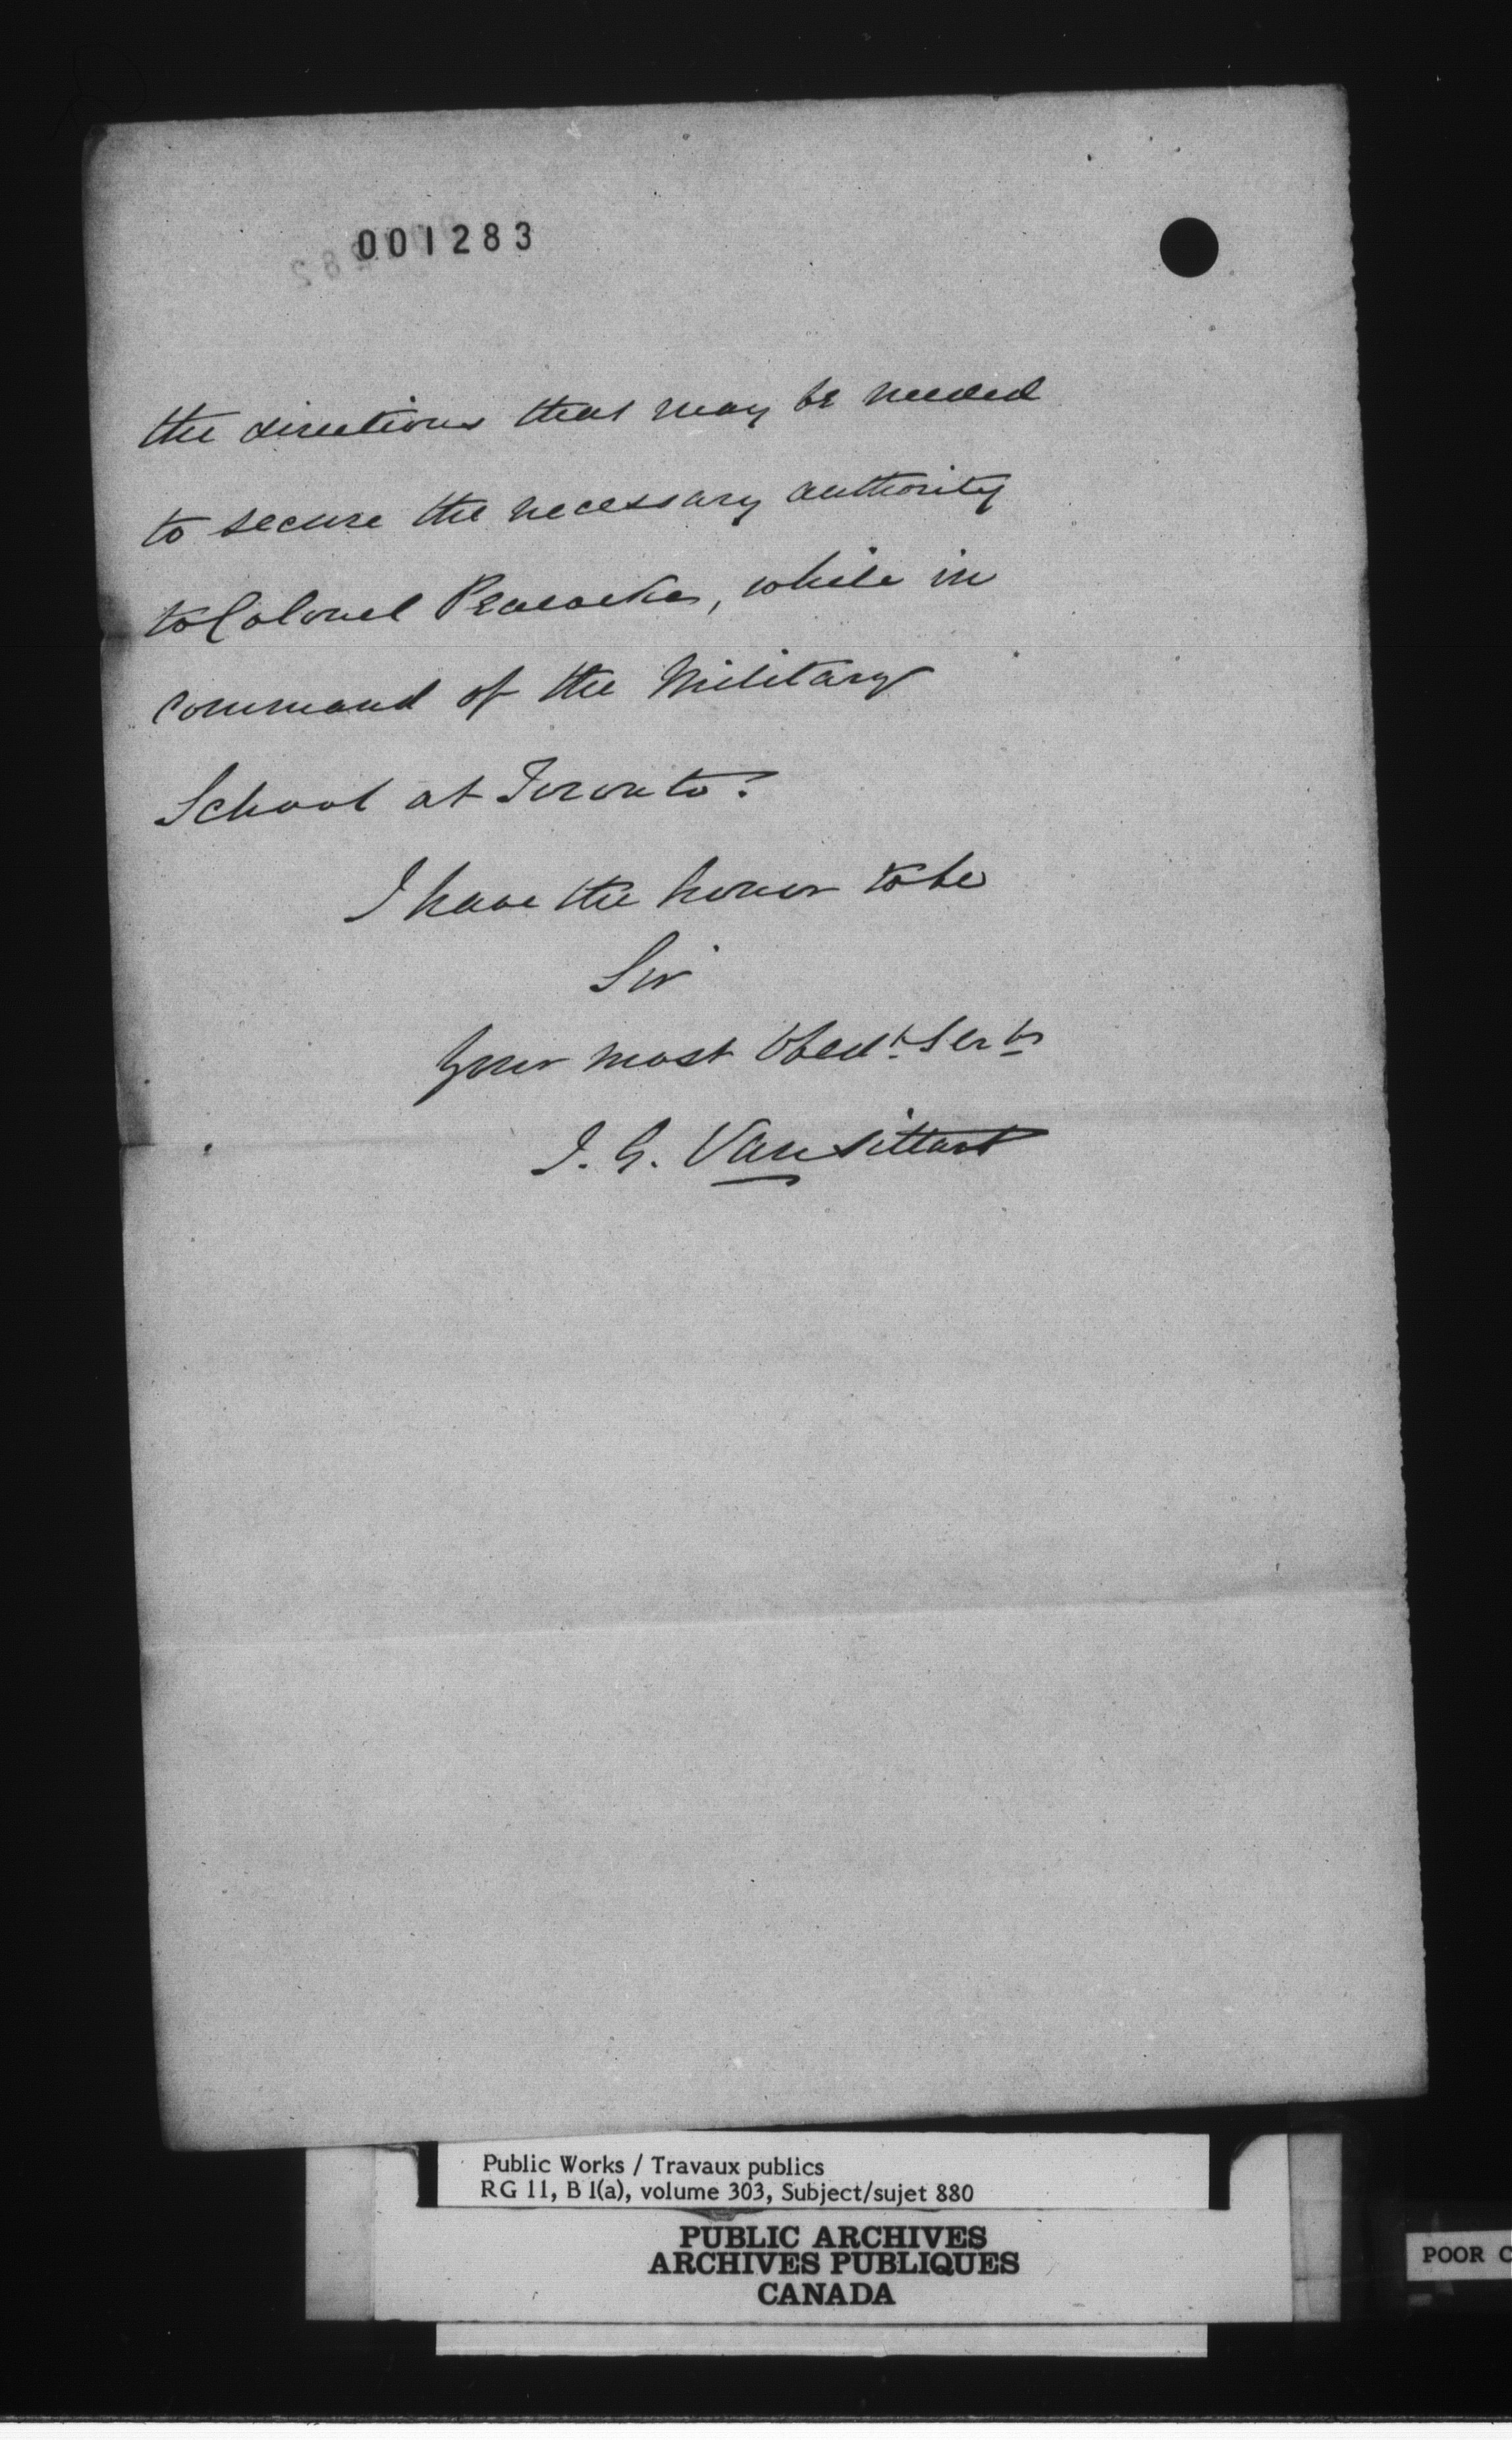 001283
the directions that may be needed
to secure the necessary authority
to Colonel Peacocke, while in
command of the Military
School at Toronto.
I have the honor to be
Sir
Your most Obedt. Servt
J. G. Vansittart
Public Works / Travaux publics
RG 11, B 1(a), volume 303, Subject/sujet 880
PUBLIC ARCHIVES
ARCHIVES PUBLIQUES
CANADA
POOR C